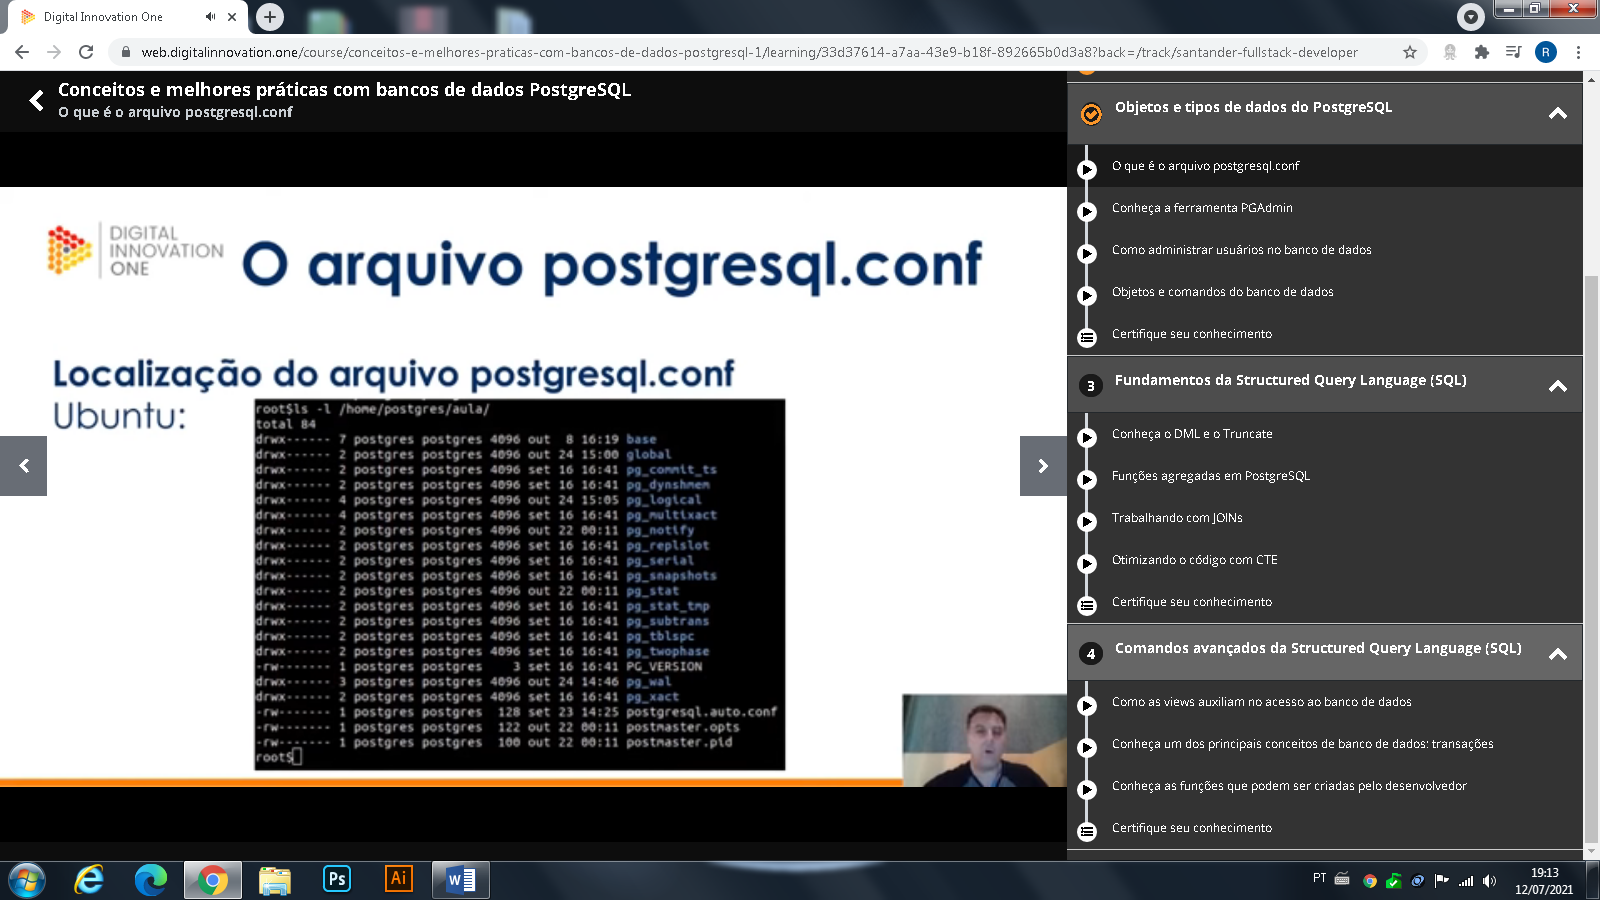 Digital Innovation One
web.digitalinnovation.one/course/conceitos-e-melhores-praticas-com-bancos-de-dados-postgresql-1/learning/33d37614-a7aa-43e9-b18f-892665b0d3a8?back=/track/santander-fullstack-developer
R
Conceitos e melhores práticas com bancos de dados PostgreSQL
O que é o arquivo postgresql.conf
DIGITAL
INNOVATION
ONE
O arquivo postgresql.conf
Localização do arquivo postgresql.conf
Ubuntu:
root$ls -l /home/postgres/aula/
total 84
drwx------ 7 postgres postgres 4096 out  8 16:19 base
drwx------ 2 postgres postgres 4096 out 24 15:00 global
drwx------ 2 postgres postgres 4096 set 16 16:41 pg_commit_ts
drwx------ 2 postgres postgres 4096 set 16 16:41 pg_dynshmem
drwx------ 4 postgres postgres 4096 out 24 15:05 pg_logical
drwx------ 4 postgres postgres 4096 set 16 16:41 pg_multixact
drwx------ 2 postgres postgres 4096 out 22 00:11 pg_notify
drwx------ 2 postgres postgres 4096 set 16 16:41 pg_replslot
drwx------ 2 postgres postgres 4096 set 16 16:41 pg_serial
drwx------ 2 postgres postgres 4096 set 16 16:41 pg_snapshots
drwx------ 2 postgres postgres 4096 out 22 00:11 pg_stat
drwx------ 2 postgres postgres 4096 set 16 16:41 pg_stat_tmp
drwx------ 2 postgres postgres 4096 set 16 16:41 pg_subtrans
drwx------ 2 postgres postgres 4096 set 16 16:41 pg_tblspc
drwx------ 2 postgres postgres 4096 set 16 16:41 pg_twophase
-rw------- 1 postgres postgres    3 set 16 16:41 PG_VERSION
drwx------ 3 postgres postgres 4096 out 24 14:46 pg_wal
drwx------ 2 postgres postgres 4096 set 16 16:41 pg_xact
-rw------- 1 postgres postgres  128 set 23 14:25 postgresql.auto.conf
-rw------- 1 postgres postgres  122 out 22 00:11 postmaster.opts
-rw------- 1 postgres postgres  100 out 22 00:11 postmaster.pid
root$
Objetos e tipos de dados do PostgreSQL
O que é o arquivo postgresql.conf
Conheça a ferramenta PGAdmin
Como administrar usuários no banco de dados
Objetos e comandos do banco de dados
Certifique seu conhecimento
3 Fundamentos da Structured Query Language (SQL)
Conheça o DML e o Truncate
Funções agregadas em PostgreSQL
Trabalhando com JOINs
Otimizando o código com CTE
Certifique seu conhecimento
4 Comandos avançados da Structured Query Language (SQL)
Como as views auxiliam no acesso ao banco de dados
Conheça um dos principais conceitos de banco de dados: transações
Conheça as funções que podem ser criadas pelo desenvolvedor
Certifique seu conhecimento
Ps
Ai
W
PT
19:13
12/07/2021